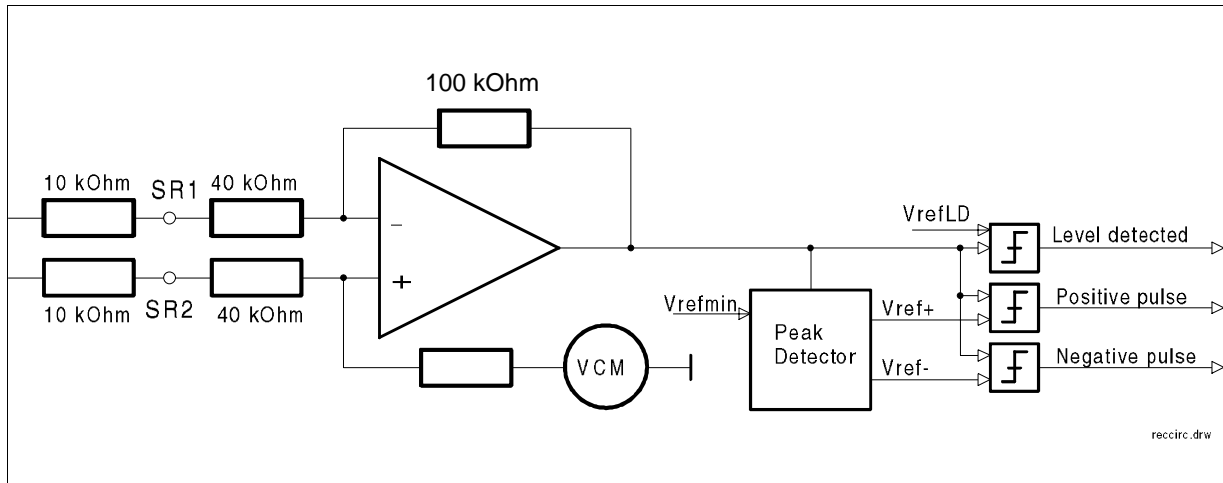 100 kOhm
10 kOhm
SR1
40 kOhm
10 kOhm
SR2
40 kOhm
-
+
VCM
Vrefmin
Peak
Detector
Vref+
Vref-
VrefLD
Level detected
Positive pulse
Negative pulse
reccirc.drw